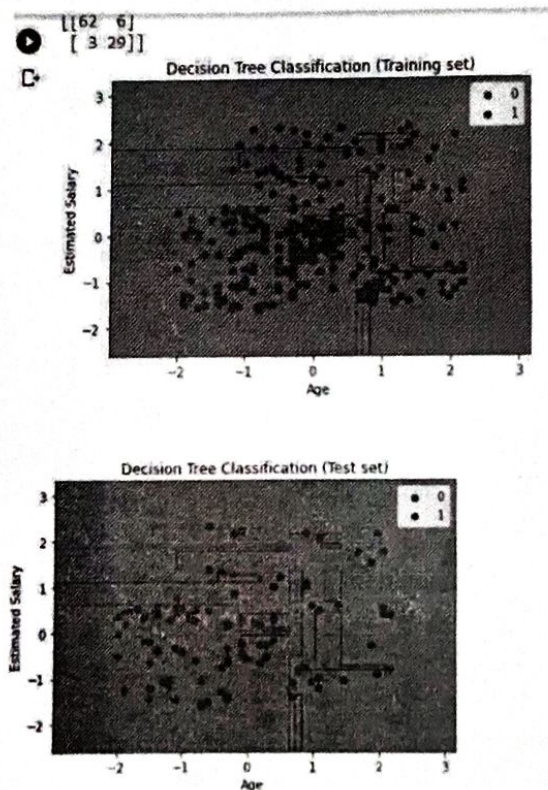 [[62 6]
[ 3 29]]
Decision Tree Classification (Training set)
0
1
3
2
1
0
−1
−2
Estimated Salary
−2 −1 0 1 2 3
Age
Decision Tree Classification (Test set)
0
1
3
2
1
0
−1
−2
Estimated Salary
−2 −1 0 1 2 3
Age